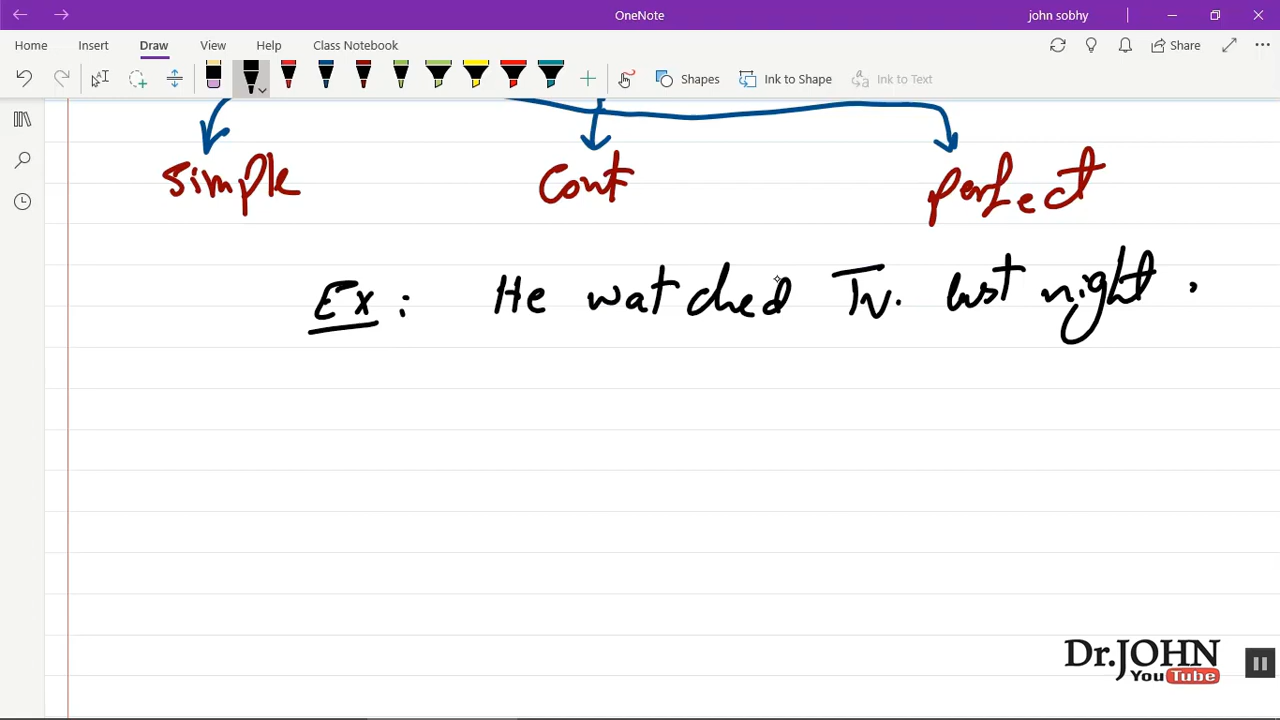 OneNote
john sobhy
Home Insert Draw View Help Class Notebook Share
Shapes Ink to Shape Ink to Text
simple cont perfect
Ex : He watched Tv. last night .
Dr.JOHN
YouTube